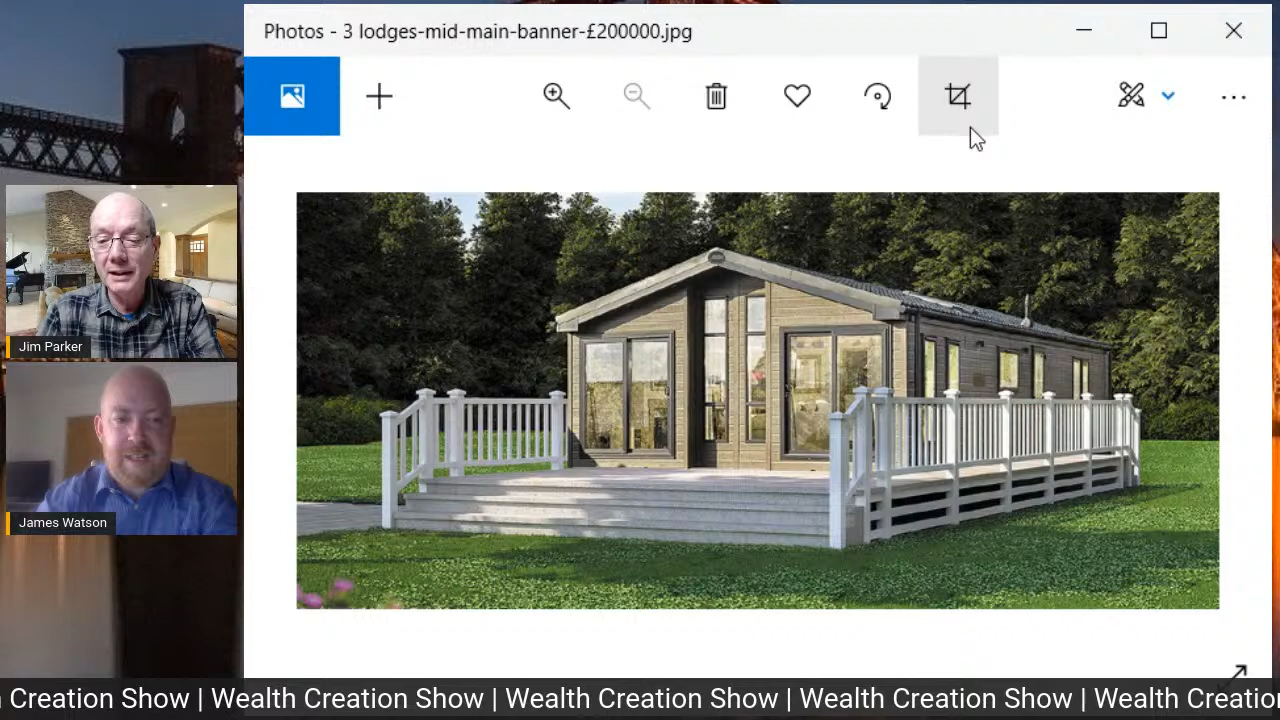 Photos - 3 lodges-mid-main-banner-£200000.jpg
Jim Parker
James Watson
n Creation Show | Wealth Creation Show | Wealth Creation Show | Wealth Creation Show | Wealth Creatio